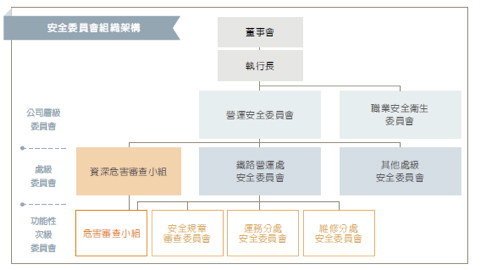 安全委員會組織架構
董事會
執行長
公司層級
委員會
營運安全委員會
職業安全衛生
委員會
處級
委員會
資深危害審查小組
鐵路營運處
安全委員會
其他處級
安全委員會
功能性
次級
委員會
危害審查小組
安全規章
審查委員會
運務分處
安全委員會
維修分處
安全委員會